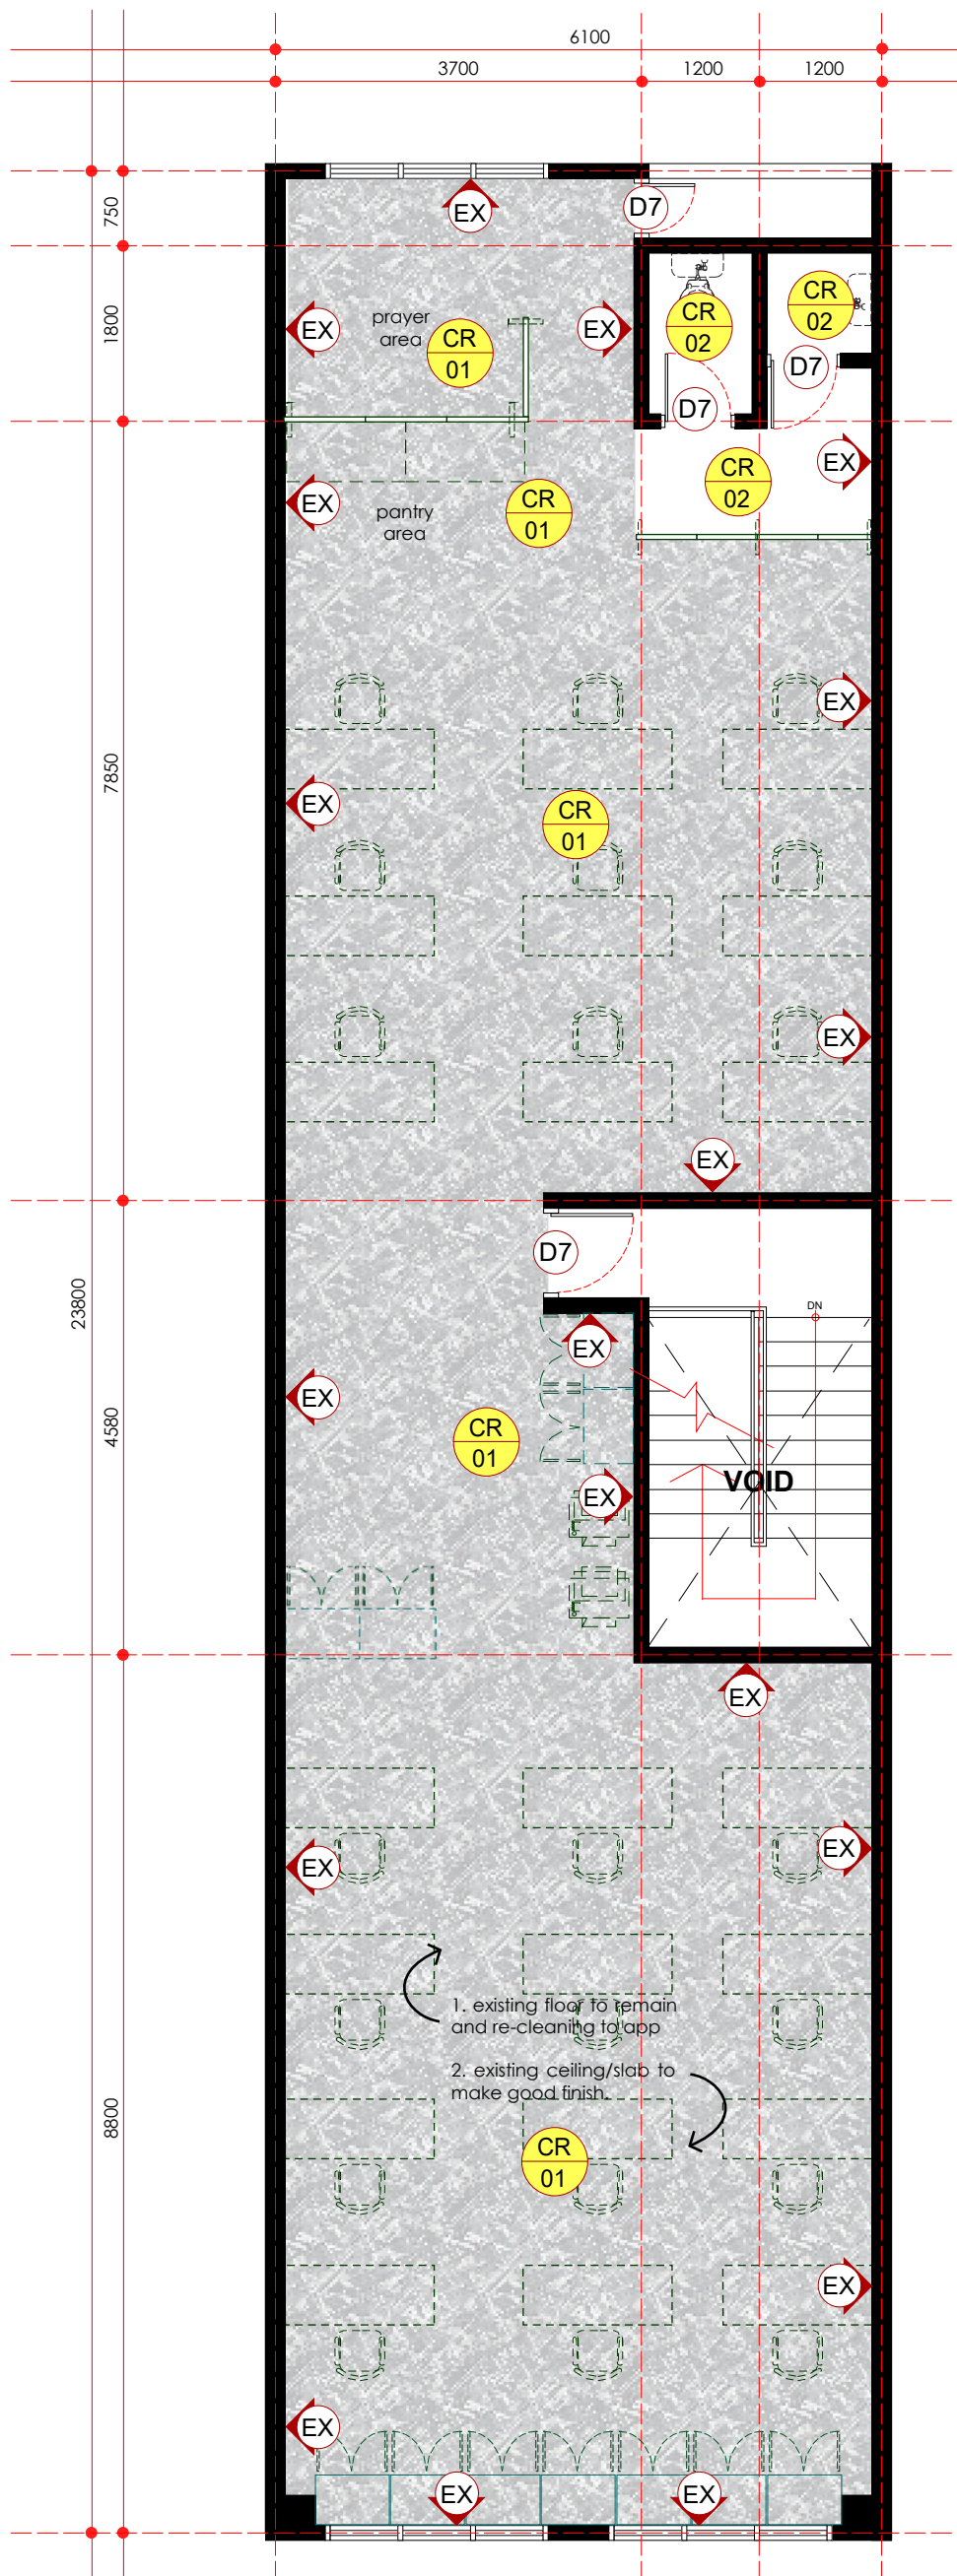 6100
3700
1200
1200
750
EX
D7
1800
EX
prayer
area
CR
01
EX
CR
02
CR
02
D7
D7
EX
CR
02
EX
pantry
area
CR
01
EX
7850
EX
CR
01
EX
EX
D7
23800
DN
EX
EX
4580
CR
01
VOID
EX
EX
EX
EX
1. existing floor to remain
and re-cleaning to app
2. existing ceiling/slab to
make good finish.
8800
CR
01
EX
EX
EX
EX